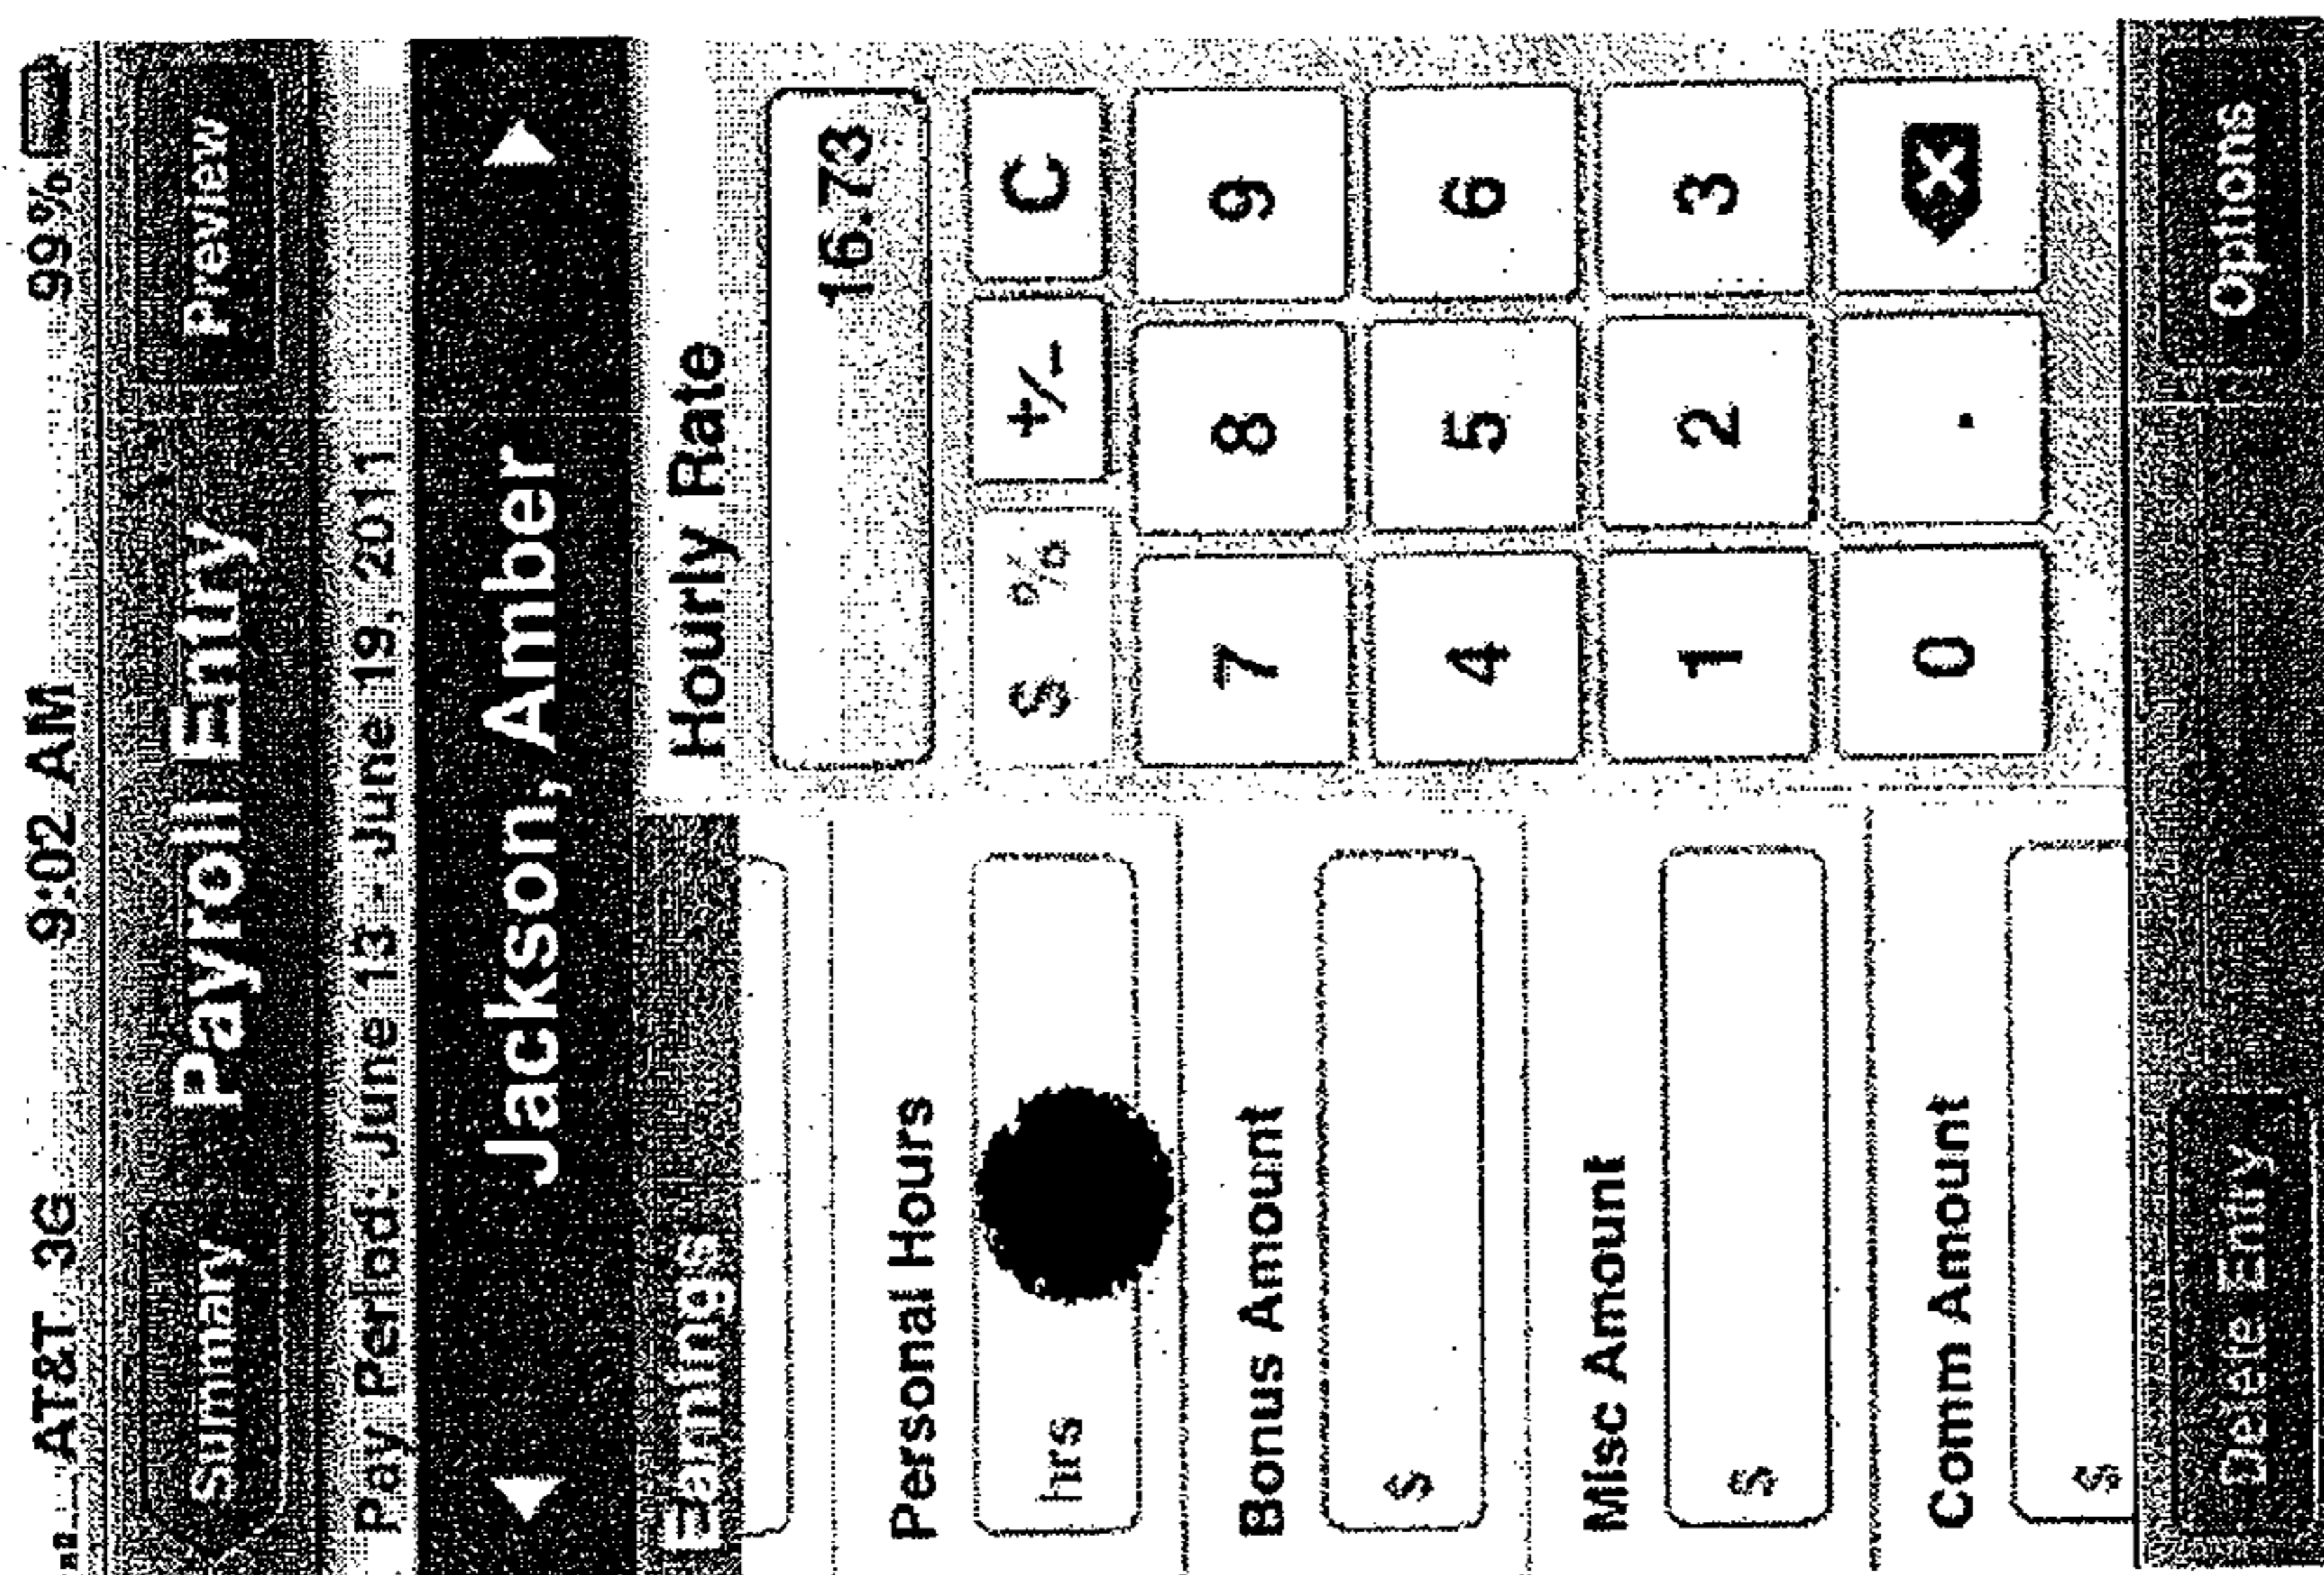 AT&T 3G 9:02 AM 99%
Summary Payroll Entry Preview
Pay Period: June 13 - June 19, 2011
Jackson, Amber
Earnings
Personal Hours
hrs
Bonus Amount
$
Misc Amount
$
Comm Amount
$
Hourly Rate
16.73
$ % +/- C
7 8 9
4 5 6
1 2 3
0 .
Delete Entry Options